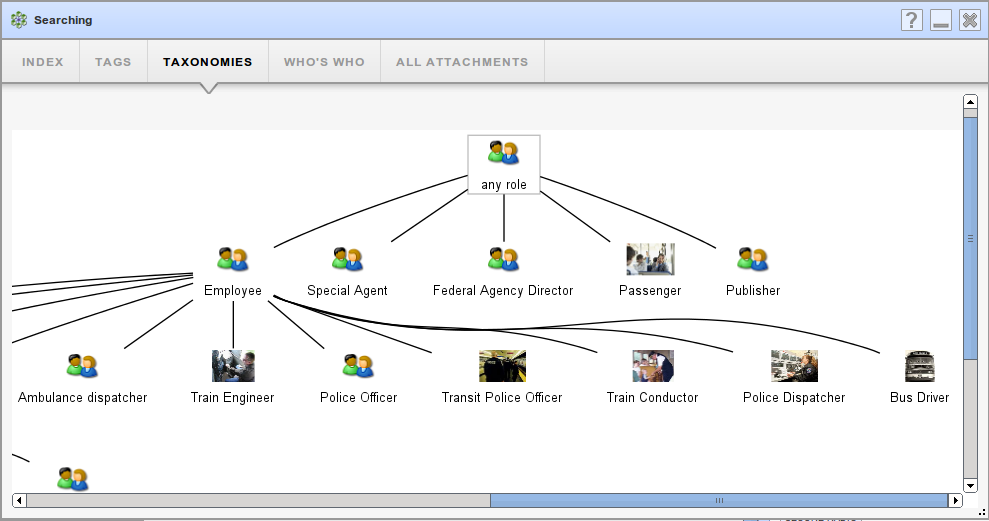 Searching
?
INDEX TAGS TAXONOMIES WHO'S WHO ALL ATTACHMENTS
any role
Employee Special Agent Federal Agency Director Passenger Publisher
Ambulance dispatcher Train Engineer Police Officer Transit Police Officer Train Conductor Police Dispatcher Bus Driver